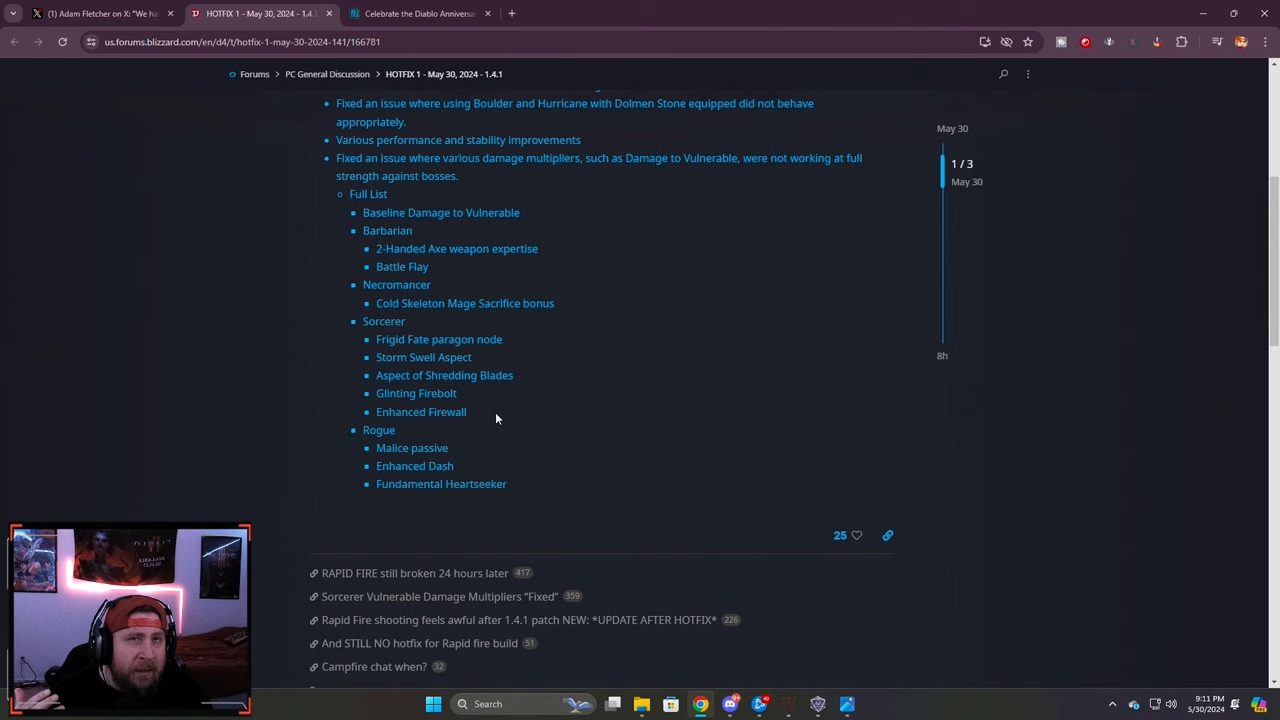 (1) Adam Fletcher on X: "We ha
HOTFIX 1 - May 30, 2024 - 1.4.
Celebrate the Diablo Anniversa
us.forums.blizzard.com/en/d4/t/hotfix-1-may-30-2024-141/166781
Forums > PC General Discussion > HOTFIX 1 - May 30, 2024 - 1.4.1
Fixed an issue where using Boulder and Hurricane with Dolmen Stone equipped did not behave
appropriately.
Various performance and stability improvements
Fixed an issue where various damage multipliers, such as Damage to Vulnerable, were not working at full
strength against bosses.
Full List
Baseline Damage to Vulnerable
Barbarian
2-Handed Axe weapon expertise
Battle Flay
Necromancer
Cold Skeleton Mage Sacrifice bonus
Sorcerer
Frigid Fate paragon node
Storm Swell Aspect
Aspect of Shredding Blades
Glinting Firebolt
Enhanced Firewall
Rogue
Malice passive
Enhanced Dash
Fundamental Heartseeker
May 30
1 / 3
May 30
8h
25
RAPID FIRE still broken 24 hours later 417
Sorcerer Vulnerable Damage Multipliers "Fixed" 359
Rapid Fire shooting feels awful after 1.4.1 patch NEW: *UPDATE AFTER HOTFIX* 226
And STILL NO hotfix for Rapid fire build 51
Campfire chat when? 32
Search
9:11 PM
5/30/2024